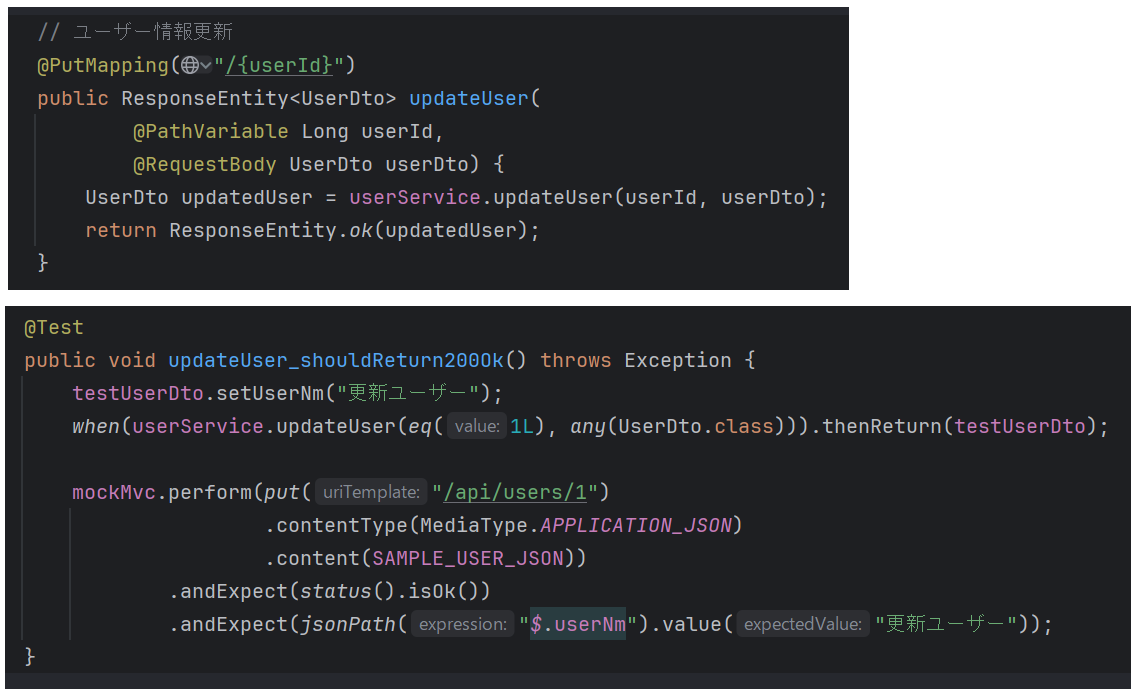 // ユーザー情報更新
@PutMapping("/{userId}")
public ResponseEntity<UserDto> updateUser(
@PathVariable Long userId,
@RequestBody UserDto userDto) {
UserDto updatedUser = userService.updateUser(userId, userDto);
return ResponseEntity.ok(updatedUser);
}
@Test
public void updateUser_shouldReturn200Ok() throws Exception {
testUserDto.setUserNm("更新ユーザー");
when(userService.updateUser(eq( value: 1L), any(UserDto.class))).thenReturn(testUserDto);
mockMvc.perform(put( uriTemplate: "/api/users/1")
.contentType(MediaType.APPLICATION_JSON)
.content(SAMPLE_USER_JSON))
.andExpect(status().isOk())
.andExpect(jsonPath( expression: "$.userNm").value( expectedValue: "更新ユーザー"));
}